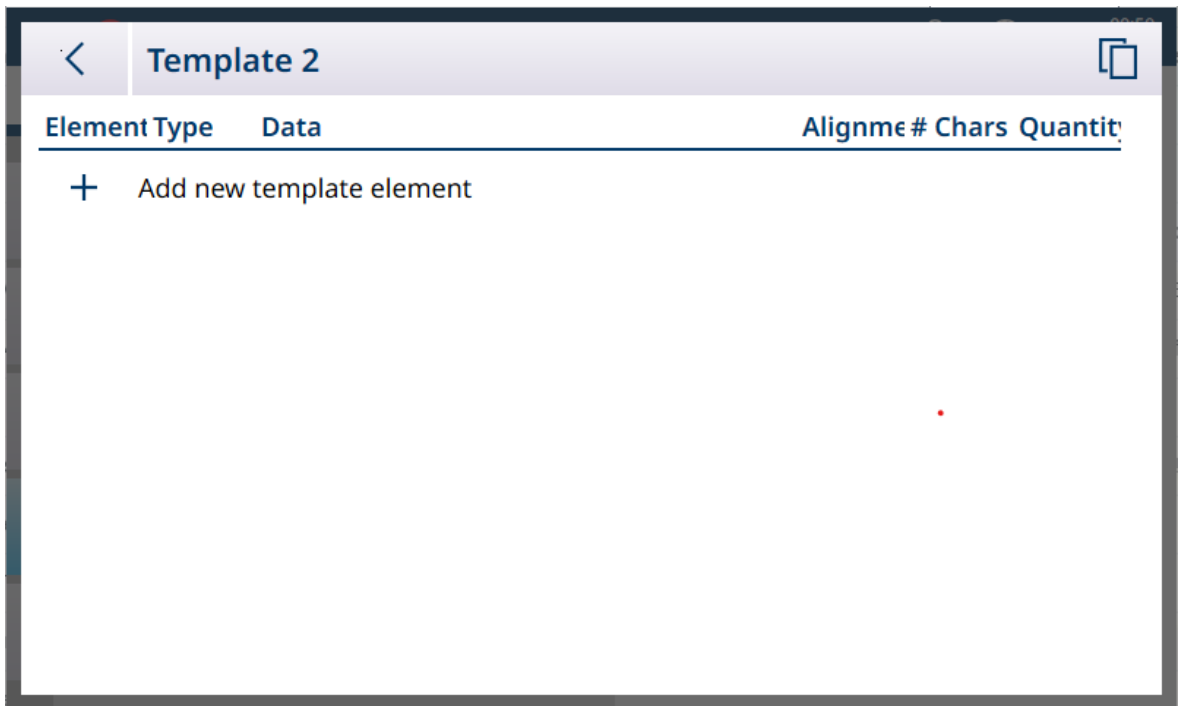 Template 2
Element Type Data Alignme # Chars Quantity
Add new template element